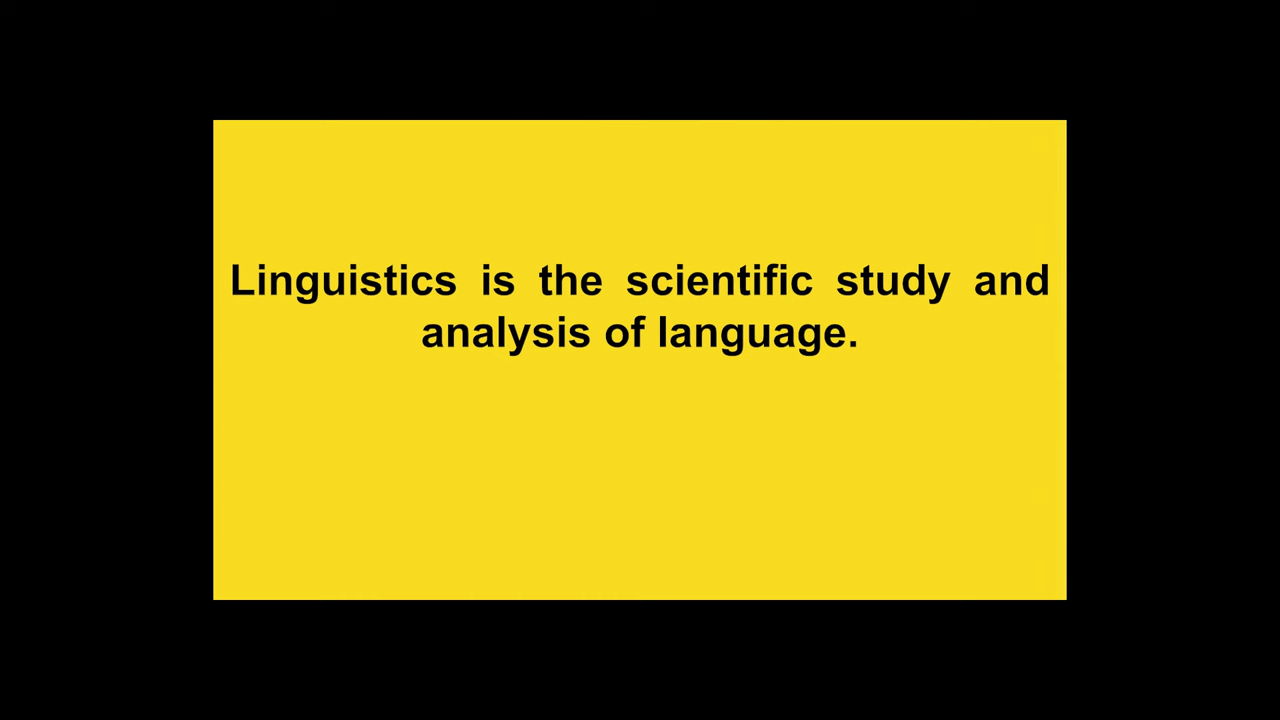 Linguistics is the scientific study and
analysis of language.